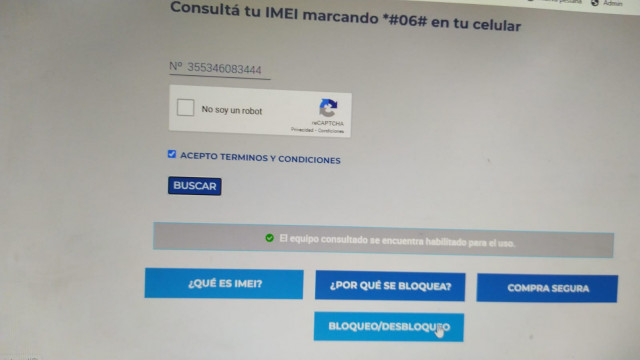 Admin
Consultá tu IMEI marcando *#06# en tu celular
Nº 355346083444
No soy un robot
reCAPTCHA
Privacidad - Condiciones
ACEPTO TERMINOS Y CONDICIONES
BUSCAR
El equipo consultado se encuentra habilitado para el uso.
¿QUÉ ES IMEI?
¿POR QUÉ SE BLOQUEA?
COMPRA SEGURA
BLOQUEO/DESBLOQUEO